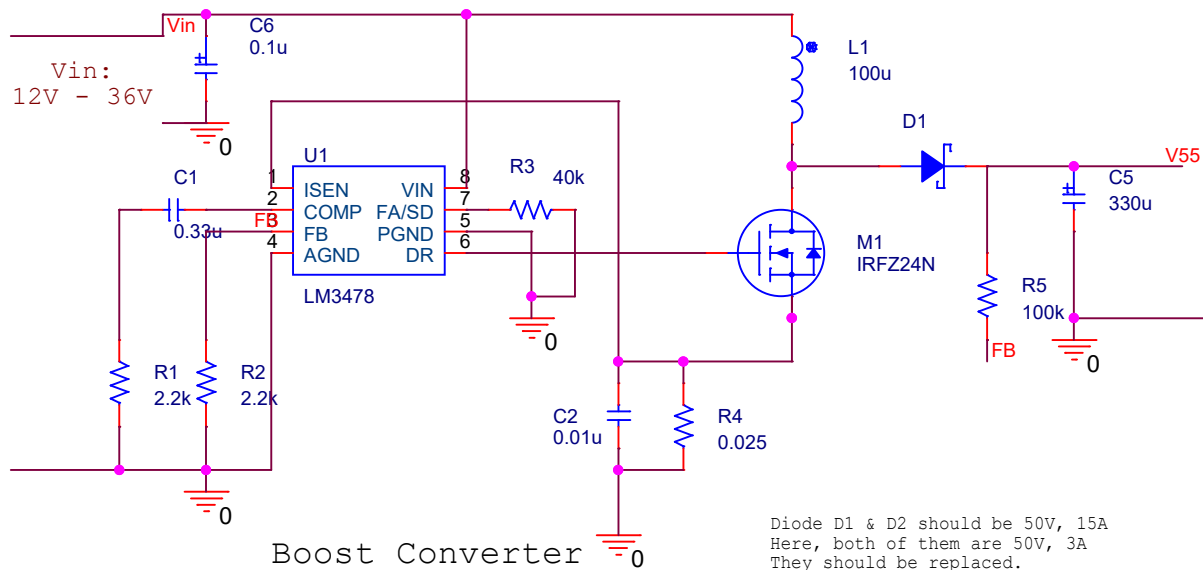 Vin
C6
0.1u
L1
100u
Vin:
12V - 36V
0
D1
U1
R3
40k
V55
C1
1
ISEN
VIN
8
C5
330u
2
COMP
FA/SD
7
FB
3
FB
PGND
5
0.33u
4
AGND
DR
6
M1
IRFZ24N
LM3478
R5
100k
0
FB
0
R1
2.2k
R2
2.2k
C2
0.01u
R4
0.025
0
Boost Converter
0
Diode D1 & D2 should be 50V, 15A
Here, both of them are 50V, 3A
They should be replaced.